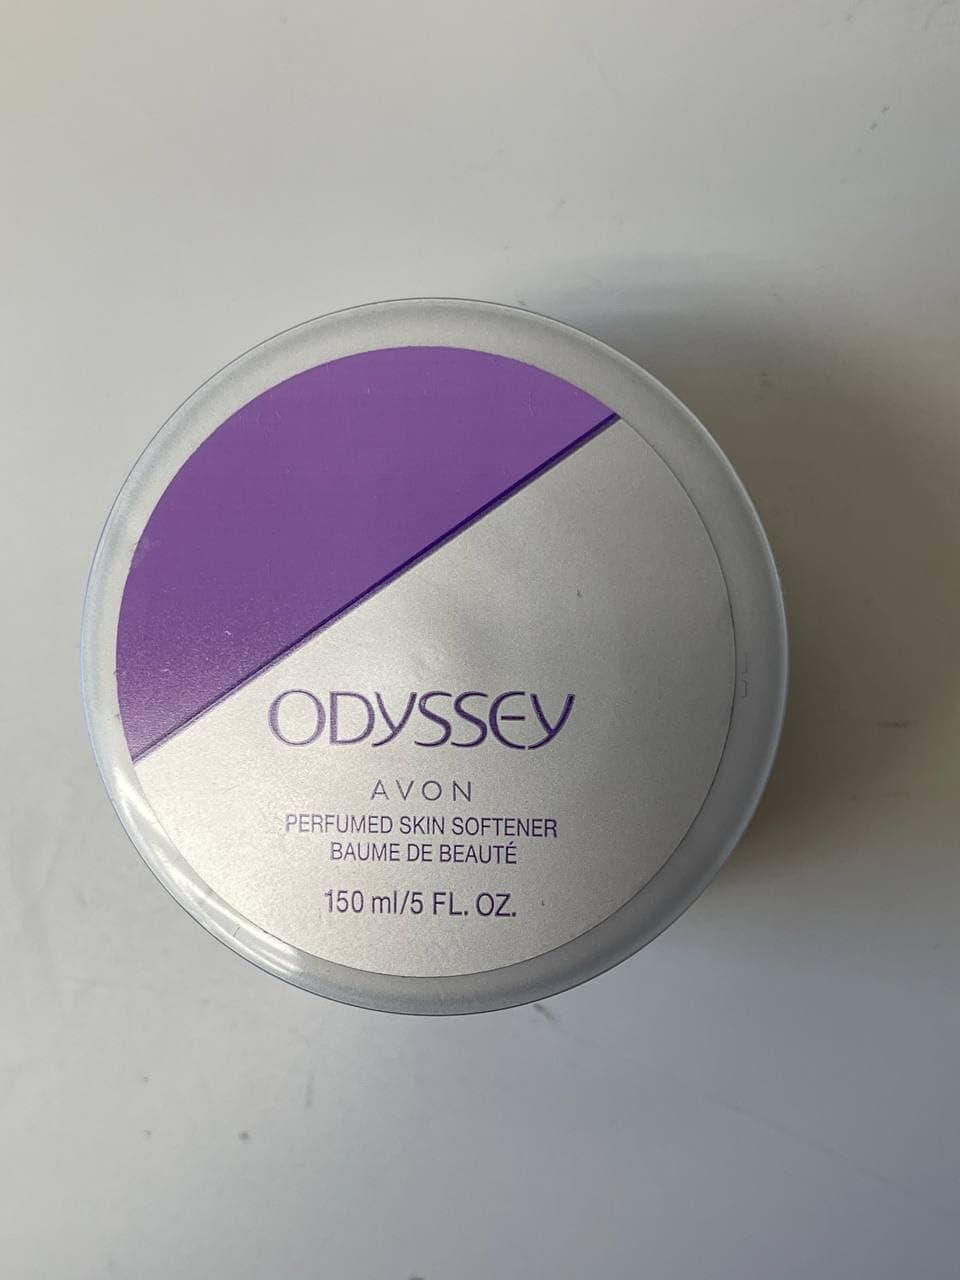 ODYSSEY
AVON
PERFUMED SKIN SOFTENER
BAUME DE BEAUTÉ
150 ml/5 FL. OZ.